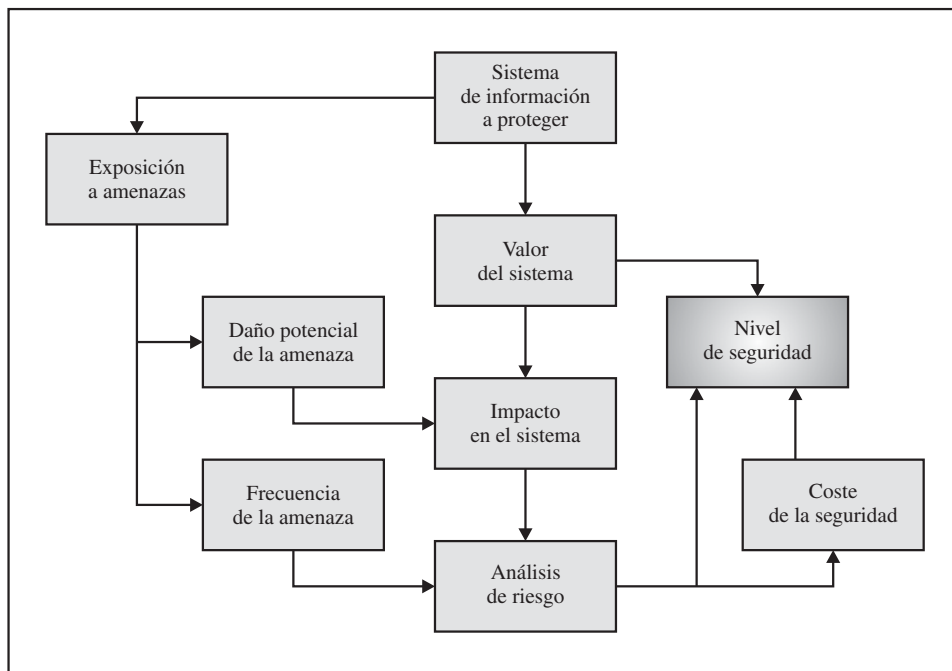 Sistema
de información
a proteger
Exposición
a amenazas
Valor
del sistema
Daño potencial
de la amenaza
Nivel
de seguridad
Impacto
en el sistema
Frecuencia
de la amenaza
Coste
de la seguridad
Análisis
de riesgo